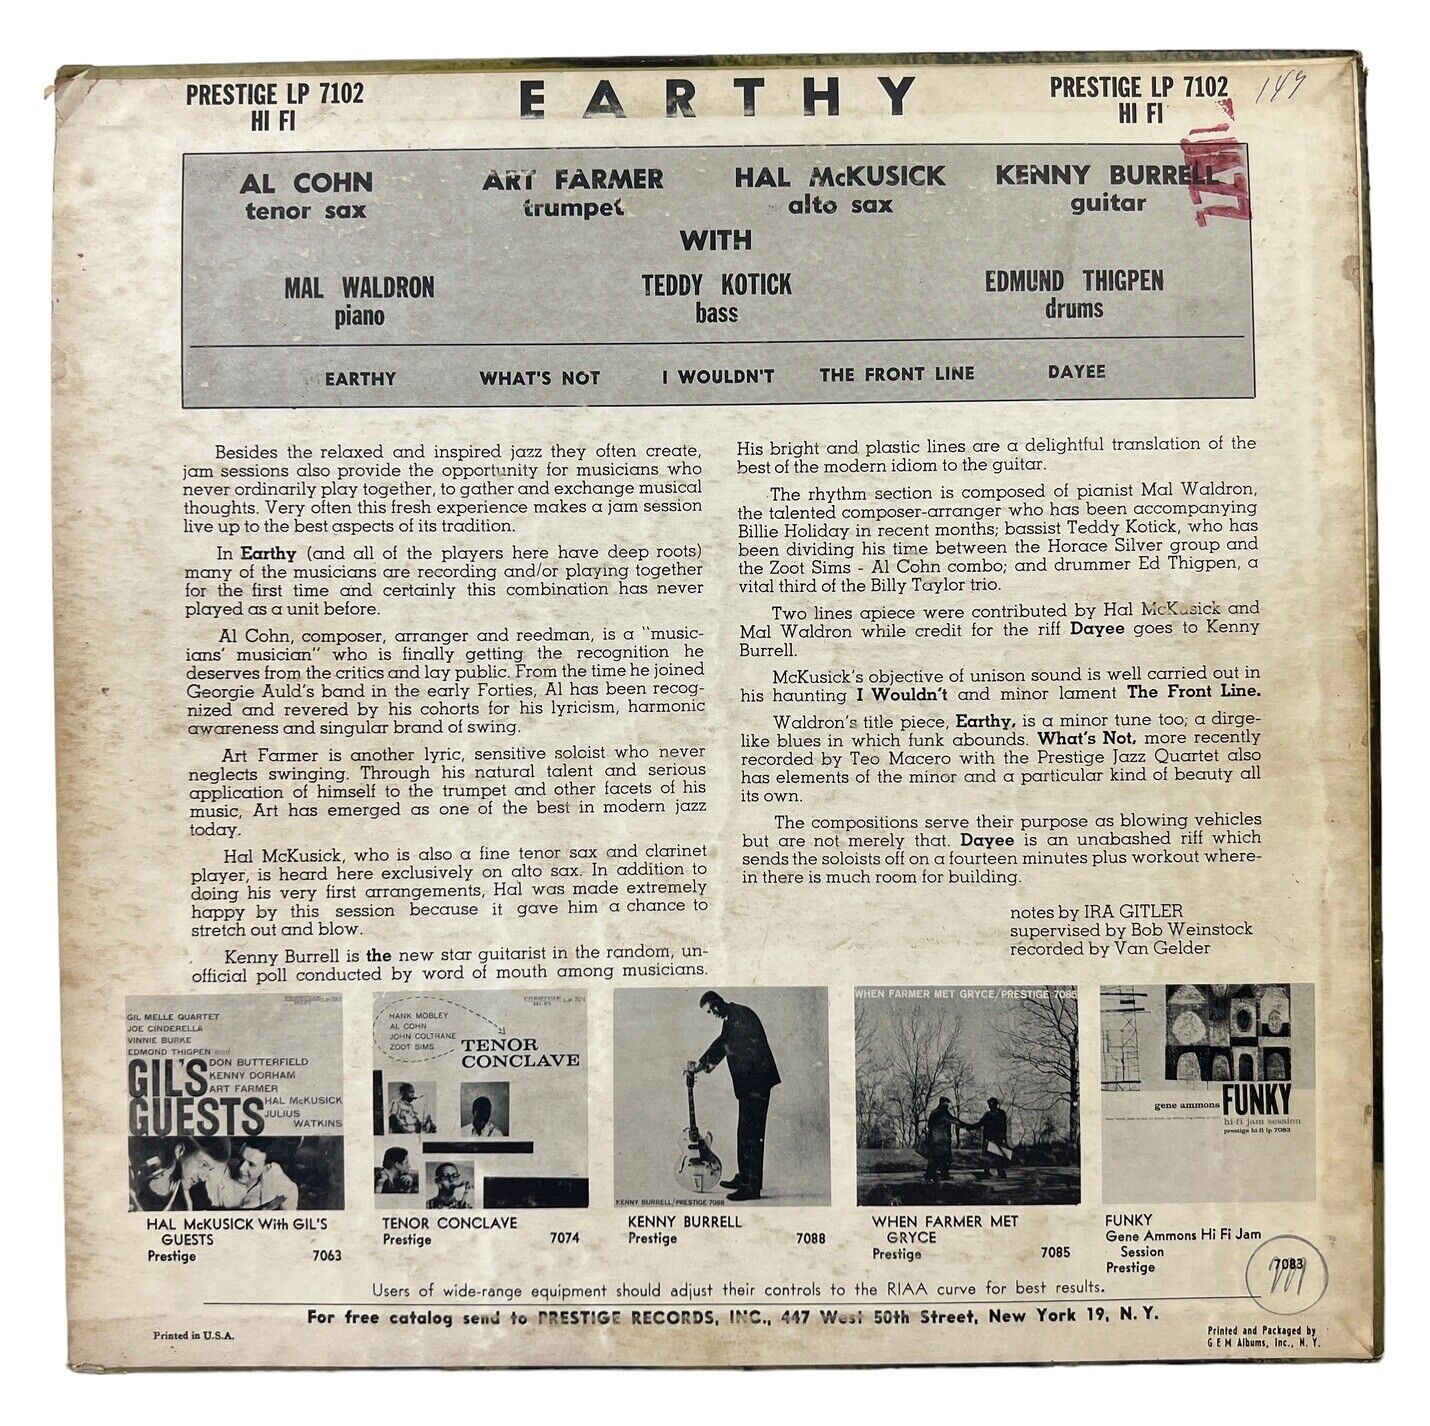 PRESTIGE LP 7102
HI FI
EARTHY
PRESTIGE LP 7102
HI FI
149
AL COHN
tenor sax
ART FARMER
trumpet
HAL McKUSICK
alto sax
KENNY BURRELL
guitar
WITH
MAL WALDRON
piano
TEDDY KOTICK
bass
EDMUND THIGPEN
drums
EARTHY WHAT'S NOT I WOULDN'T THE FRONT LINE DAYEE
Besides the relaxed and inspired jazz they often create,
jam sessions also provide the opportunity for musicians who
never ordinarily play together, to gather and exchange musical
thoughts. Very often this fresh experience makes a jam session
live up to the best aspects of its tradition.
In Earthy (and all of the players here have deep roots)
many of the musicians are recording and/or playing together
for the first time and certainly this combination has never
played as a unit before.
Al Cohn, composer, arranger and reedman, is a "music-
ians' musician" who is finally getting the recognition he
deserves from the critics and lay public. From the time he joined
Georgie Auld's band in the early Forties, Al has been recog-
nized and revered by his cohorts for his lyricism, harmonic
awareness and singular brand of swing.
Art Farmer is another lyric, sensitive soloist who never
neglects swinging. Through his natural talent and serious
application of himself to the trumpet and other facets of his
music, Art has emerged as one of the best in modern jazz
today.
Hal McKusick, who is also a fine tenor sax and clarinet
player, is heard here exclusively on alto sax. In addition to
doing his very first arrangements, Hal was made extremely
happy by this session because it gave him a chance to
stretch out and blow.
Kenny Burrell is the new star guitarist in the random, un-
official poll conducted by word of mouth among musicians.
His bright and plastic lines are a delightful translation of the
best of the modern idiom to the guitar.
The rhythm section is composed of pianist Mal Waldron,
the talented composer-arranger who has been accompanying
Billie Holiday in recent months; bassist Teddy Kotick, who has
been dividing his time between the Horace Silver group and
the Zoot Sims - Al Cohn combo; and drummer Ed Thigpen, a
vital third of the Billy Taylor trio.
Two lines apiece were contributed by Hal McKusick and
Mal Waldron while credit for the riff Dayee goes to Kenny
Burrell.
McKusick's objective of unison sound is well carried out in
his haunting I Wouldn't and minor lament The Front Line.
Waldron's title piece, Earthy, is a minor tune too; a dirge-
like blues in which funk abounds. What's Not, more recently
recorded by Teo Macero with the Prestige Jazz Quartet also
has elements of the minor and a particular kind of beauty all
its own.
The compositions serve their purpose as blowing vehicles
but are not merely that. Dayee is an unabashed riff which
sends the soloists off on a fourteen minutes plus workout where-
in there is much room for building.
notes by IRA GITLER
supervised by Bob Weinstock
recorded by Van Gelder
GIL MELLE QUARTET
JOE CINDERELLA
VINNIE BURKE
EDMOND THIGPEN and
GIL'S
GUESTS
DON BUTTERFIELD
KENNY DORHAM
ART FARMER
HAL McKUSICK
JULIUS
WATKINS
HAL McKUSICK With GIL'S
GUESTS
Prestige 7063
HANK MOBLEY
AL COHN
JOHN COLTRANE
ZOOT SIMS
PRESTIGE LP 7074
HI-FI
TENOR
CONCLAVE
TENOR CONCLAVE
Prestige 7074
KENNY BURRELL/PRESTIGE 7088
KENNY BURRELL
Prestige 7088
WHEN FARMER MET GRYCE/PRESTIGE 7085
WHEN FARMER MET
GRYCE
Prestige 7085
gene ammons FUNKY
hi-fi jam session
prestige hi-fi lp 7083
FUNKY
Gene Ammons Hi Fi Jam
Session
Prestige 7083
Users of wide-range equipment should adjust their controls to the RIAA curve for best results.
For free catalog send to PRESTIGE RECORDS, INC., 447 West 50th Street, New York 19, N. Y.
Printed in U.S.A.
Printed and Packaged by
G E M Albums, Inc., N. Y.